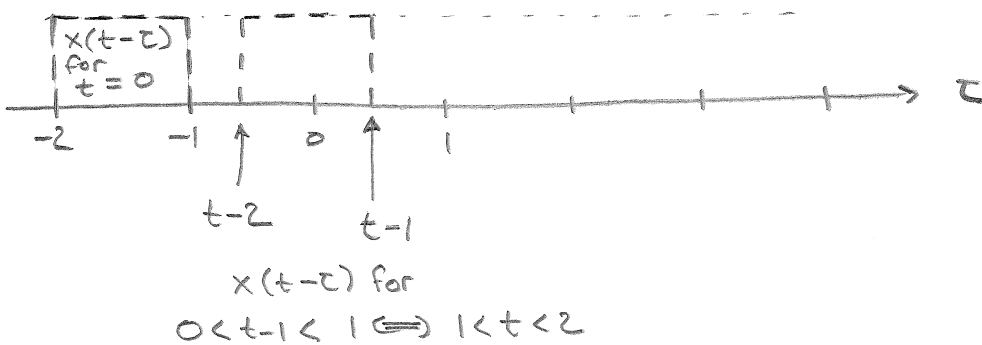 x(t-τ)
for
t = 0
τ
-2 -1 0 1
t-2
t-1
x(t-τ) for
0 < t-1 < 1 ⟺ 1 < t < 2